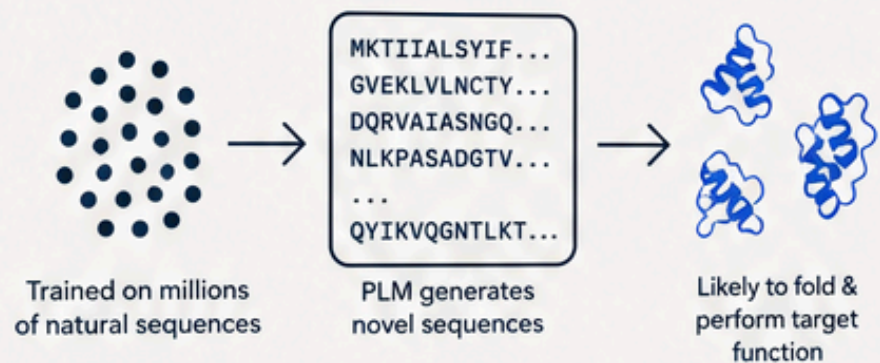 MKTIIALSYIF...
GVEKLVLNCTY...
DQRVAIASNGQ...
NLKPASADGTV...
...
QYIKVQGNTLKT...
Trained on millions
of natural sequences
PLM generates
novel sequences
Likely to fold &
perform target
function